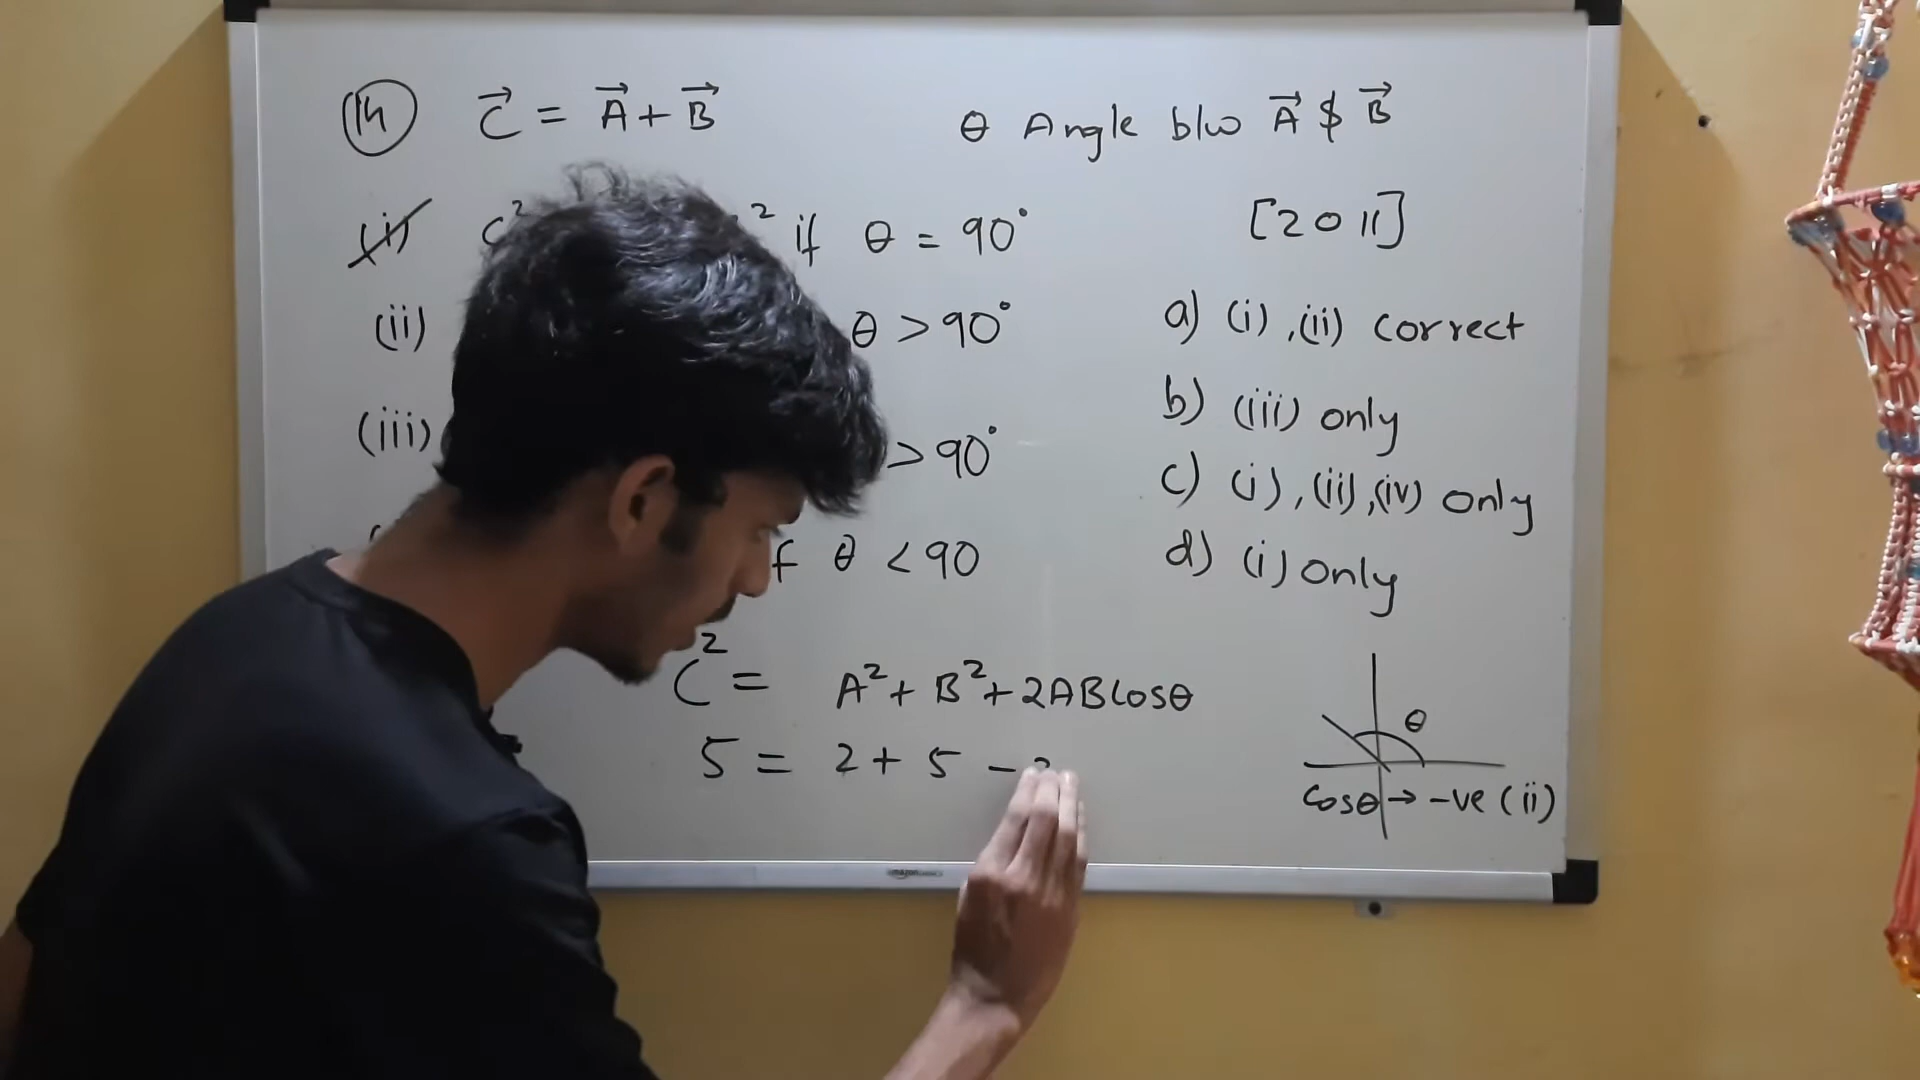 14 C⃗ = A⃗ + B⃗
θ Angle b/w A⃗ & B⃗
(i) C² ² if θ = 90°
[2011]
(ii) θ > 90°
(iii) > 90°
f θ < 90
a) (i), (ii) correct
b) (iii) only
c) (i), (ii), (iv) only
d) (i) only
C² = A² + B² + 2ABCosθ
5 = 2 + 5 -
θ
Cosθ → -ve (ii)